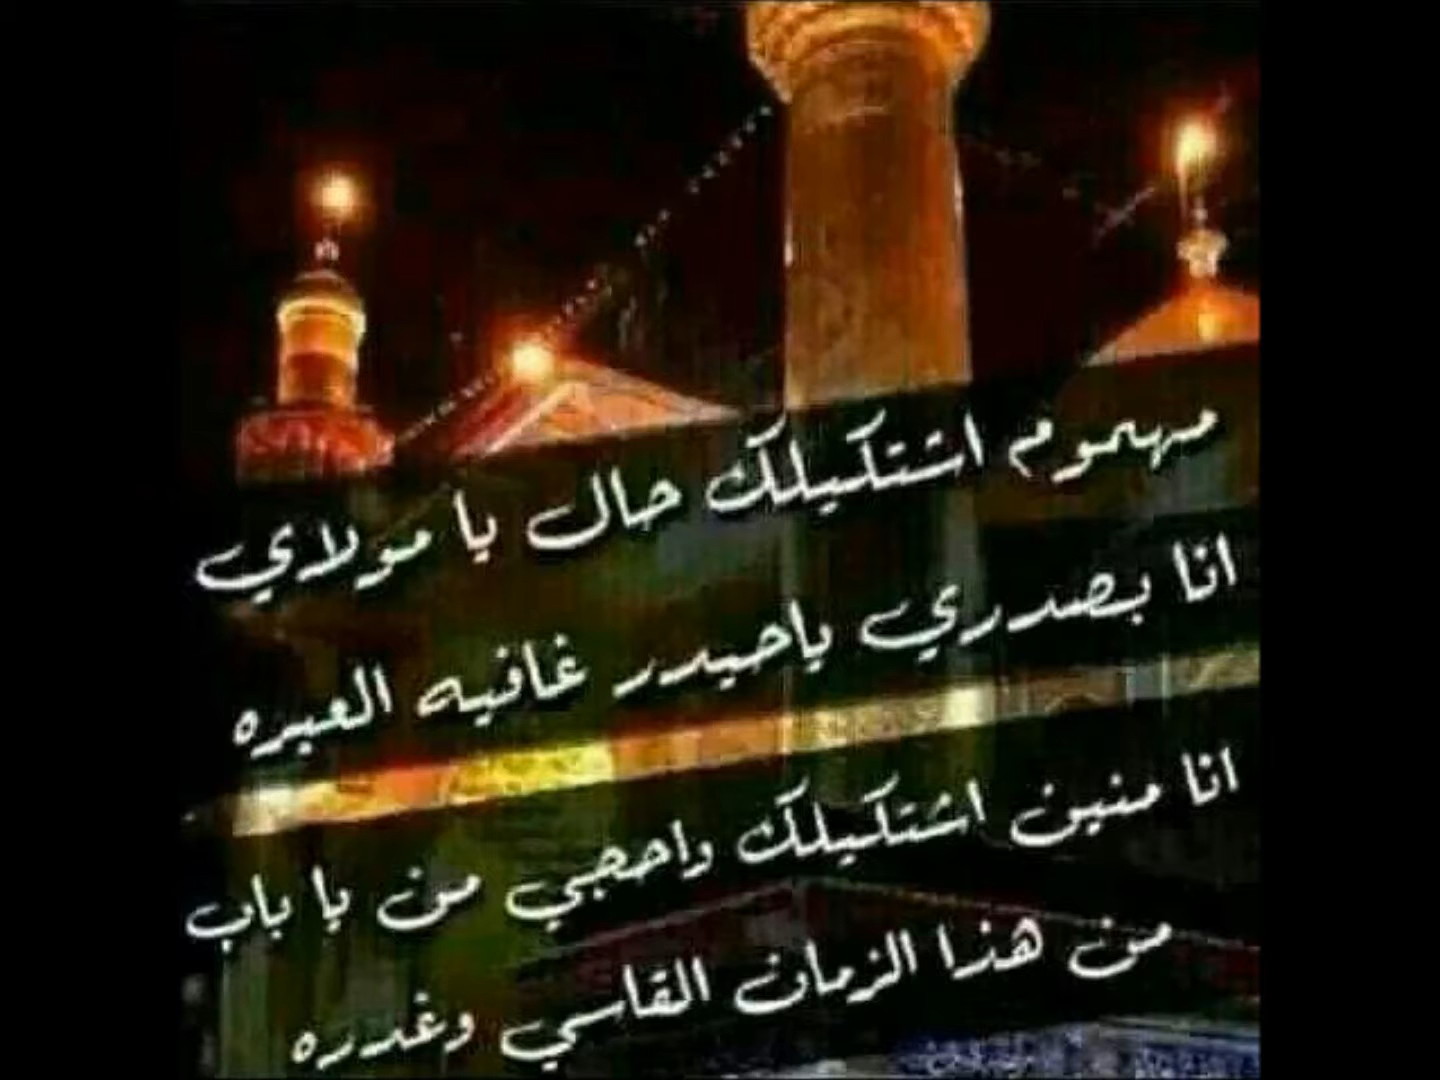 مهموم اشتكيلك حال يا مولاي
انا بصدري ياحيدر غافيه العبره
انا منين اشتكيلك واحجي من يا باب
من هذا الزمان القاسي وغدره